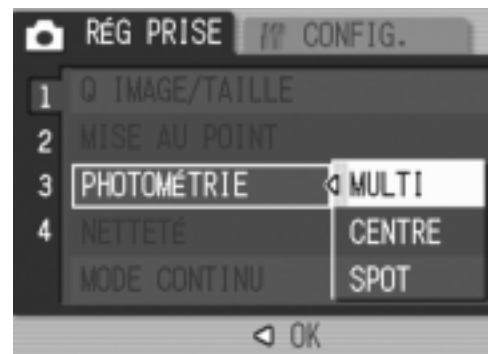 RÉG PRISE CONFIG.
1 Q IMAGE/TAILLE
2 MISE AU POINT
3 PHOTOMÉTRIE MULTI
4 NETTETÉ CENTRE
MODE CONTINU SPOT
OK